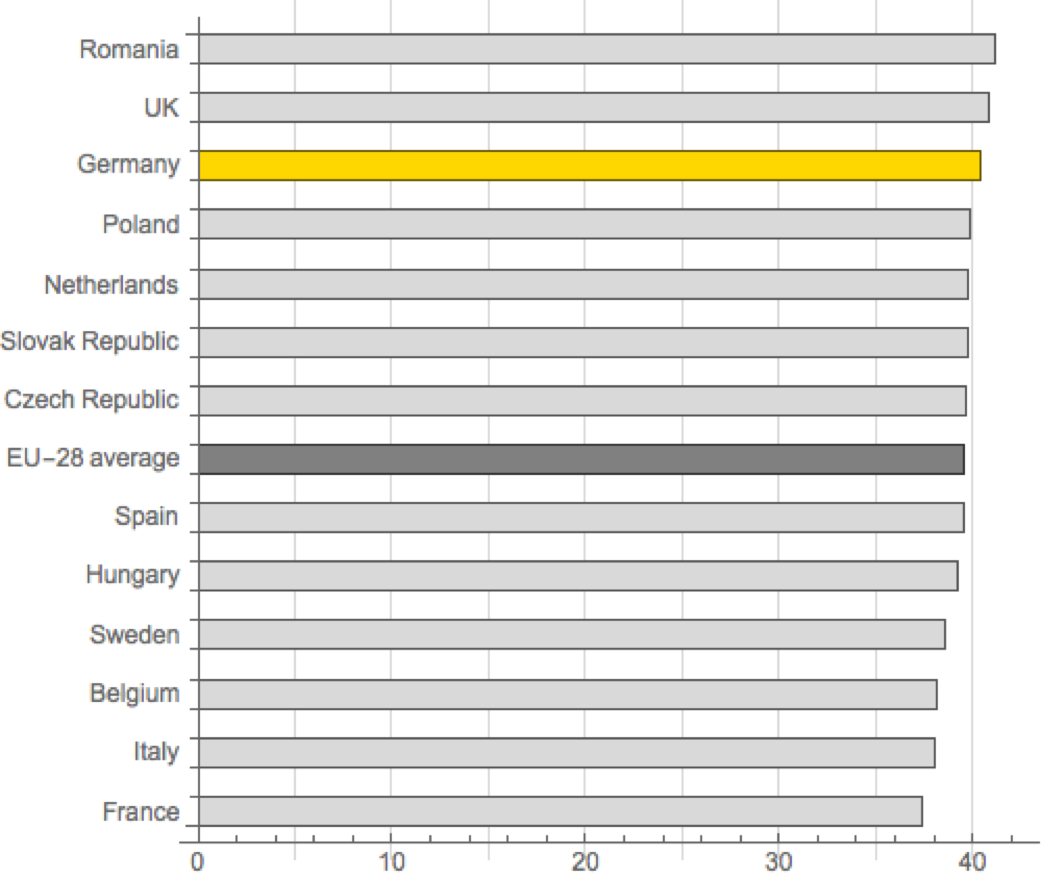 Romania
UK
Germany
Poland
Netherlands
Slovak Republic
Czech Republic
EU–28 average
Spain
Hungary
Sweden
Belgium
Italy
France
0 10 20 30 40